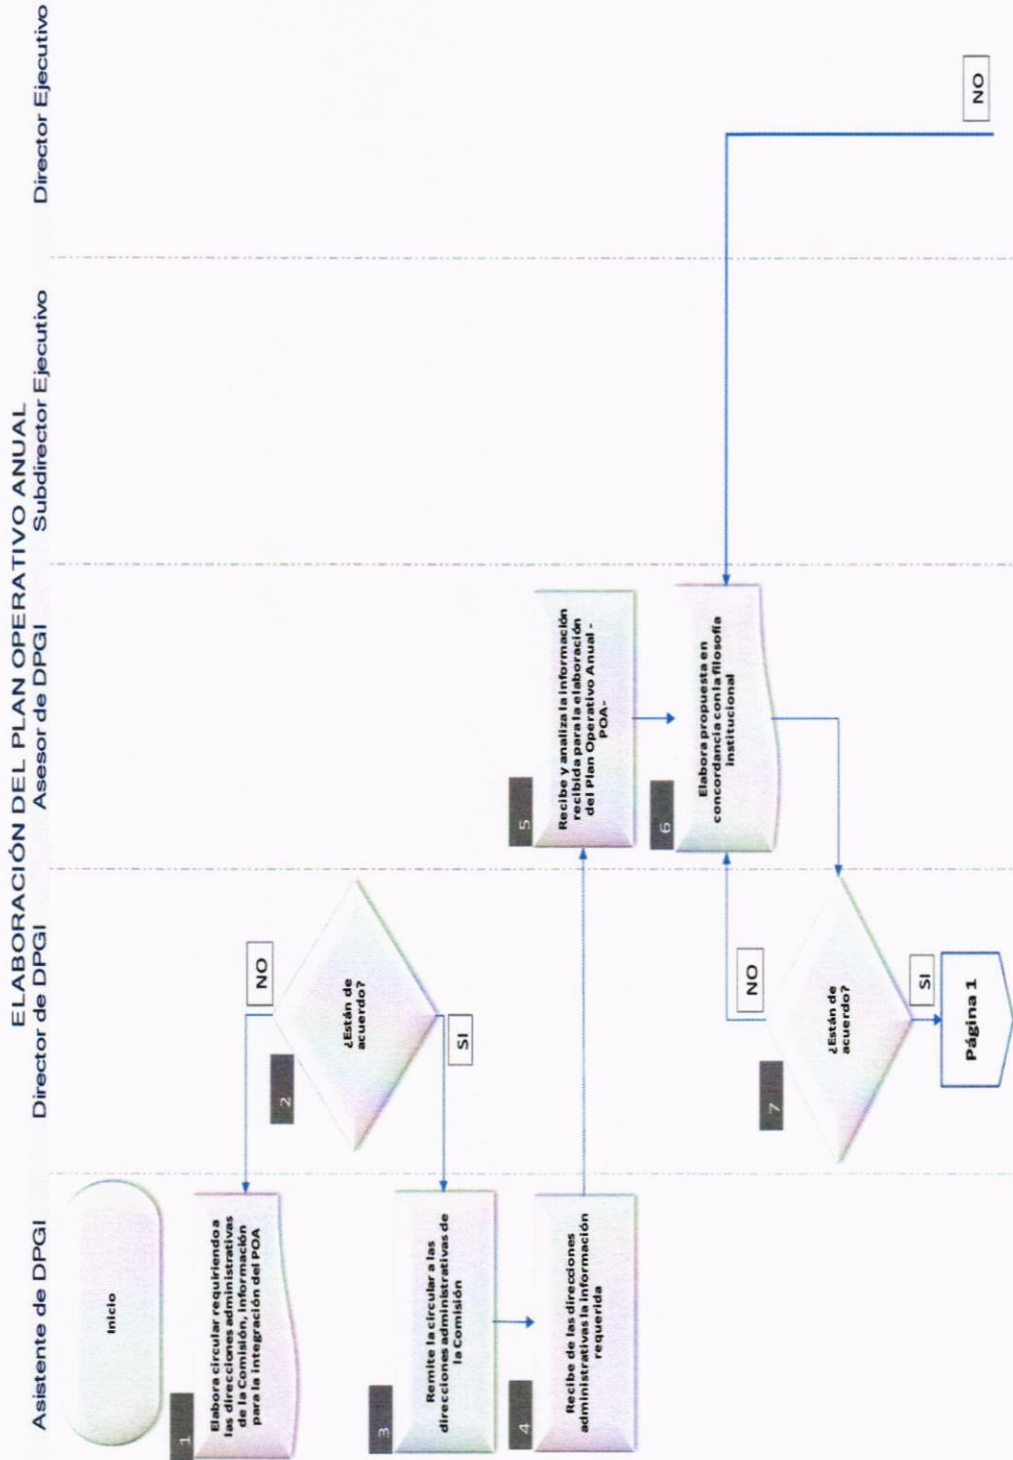 ELABORACIÓN DEL PLAN OPERATIVO ANUAL
Asistente de DPGI
Director de DPGI
Asesor de DPGI
Subdirector Ejecutivo
Director Ejecutivo
Inicio
1
Elabora circular requiriendo a
las direcciones administrativas
de la Comisión, información
para la integración del POA
2
¿Están de
acuerdo?
NO
SI
3
Remite la circular a las
direcciones administrativas de
la Comisión
4
Recibe de las direcciones
administrativas la información
requerida
5
Recibe y analiza la información
recibida para la elaboración
del Plan Operativo Anual -
POA-
6
Elabora propuesta en
concordancia con la filosofía
Institucional
7
¿Están de
acuerdo?
NO
SI
Página 1
NO